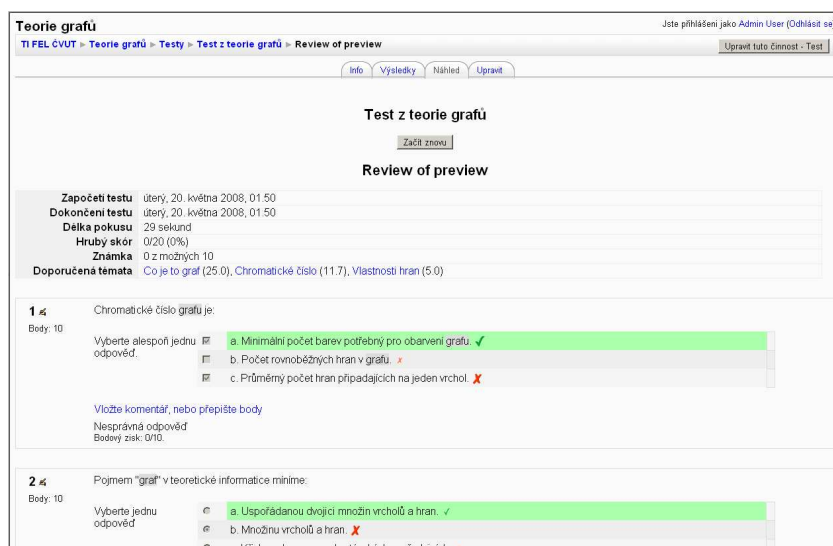 Teorie grafů
Jste přihlášeni jako Admin User (Odhlásit se)
TI FEL ČVUT ► Teorie grafů ► Testy ► Test z teorie grafů ► Review of preview
Upravit tuto činnost - Test
Info Výsledky Náhled Upravit
Test z teorie grafů
Začít znovu
Review of preview
Započetí testu úterý, 20. května 2008, 01.50
Dokončení testu úterý, 20. května 2008, 01.50
Délka pokusu 29 sekund
Hrubý skór 0/20 (0%)
Známka 0 z možných 10
Doporučená témata Co je to graf (25.0), Chromatické číslo (11.7), Vlastnosti hran (5.0)
1 Chromatické číslo grafu je:
Body: 10
Vyberte alespoň jednu odpověď.
a. Minimální počet barev potřebný pro obarvení grafu.
b. Počet rovnoběžných hran v grafu.
c. Průměrný počet hran připadajících na jeden vrchol.
Vložte komentář, nebo přepište body
Nesprávná odpověď
Bodový zisk: 0/10.
2 Pojmem "graf" v teoretické informatice míníme:
Body: 10
Vyberte jednu odpověď
a. Uspořádanou dvojici množin vrcholů a hran.
b. Množinu vrcholů a hran.